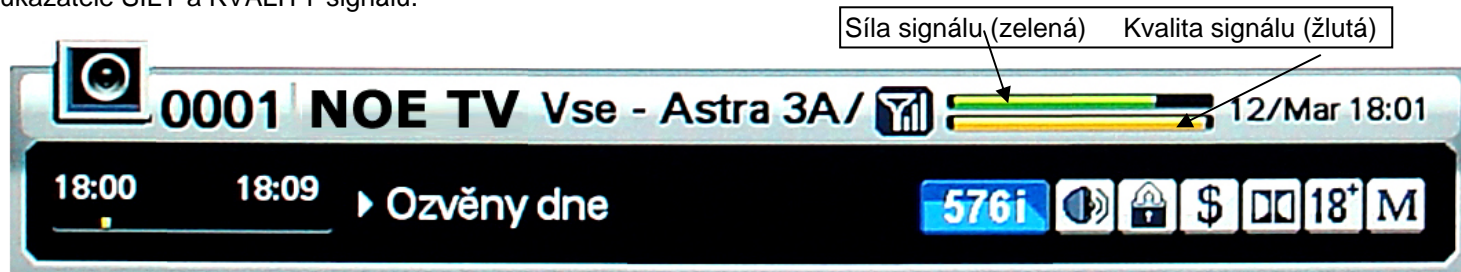 ukazatele SÍLY a KVALITY signálu:
Síla signálu (zelená) Kvalita signálu (žlutá)
0001 NOE TV Vse - Astra 3A/ 12/Mar 18:01
18:00 18:09 Ozvěny dne 576i $ 18+ M